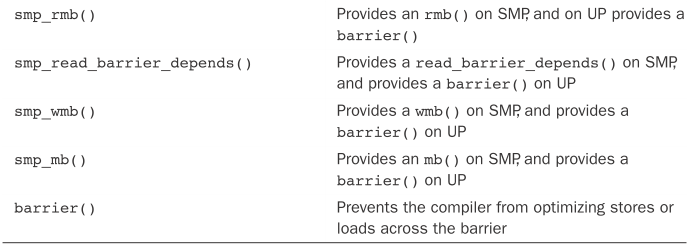 smp_rmb() Provides an rmb() on SMP, and on UP provides a
barrier()
smp_read_barrier_depends() Provides a read_barrier_depends() on SMP,
and provides a barrier() on UP
smp_wmb() Provides a wmb() on SMP, and provides a
barrier() on UP
smp_mb() Provides an mb() on SMP, and provides a
barrier() on UP
barrier() Prevents the compiler from optimizing stores or
loads across the barrier